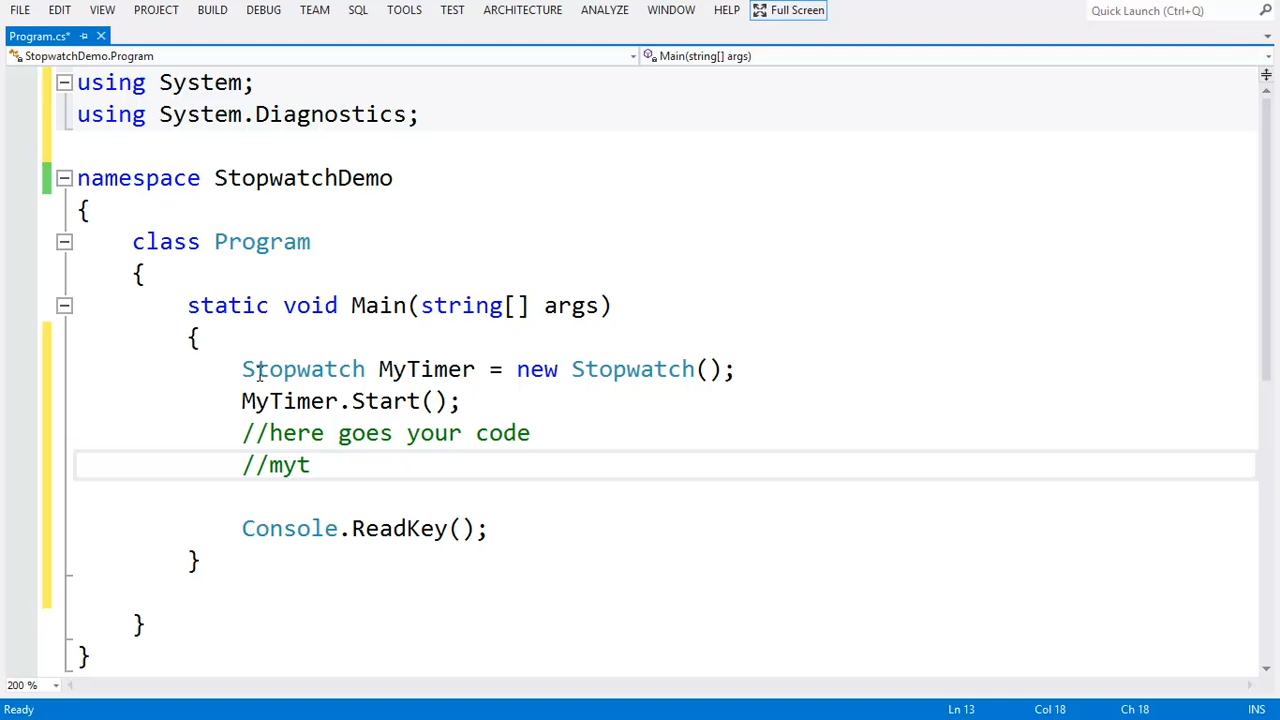 FILE EDIT VIEW PROJECT BUILD DEBUG TEAM SQL TOOLS TEST ARCHITECTURE ANALYZE WINDOW HELP Full Screen Quick Launch (Ctrl+Q)
Program.cs*
StopwatchDemo.Program Main(string[] args)
using System;
using System.Diagnostics;
namespace StopwatchDemo
{
class Program
{
static void Main(string[] args)
{
Stopwatch MyTimer = new Stopwatch();
MyTimer.Start();
//here goes your code
//myt
Console.ReadKey();
}
}
}
200 %
Ready Ln 13 Col 18 Ch 18 INS